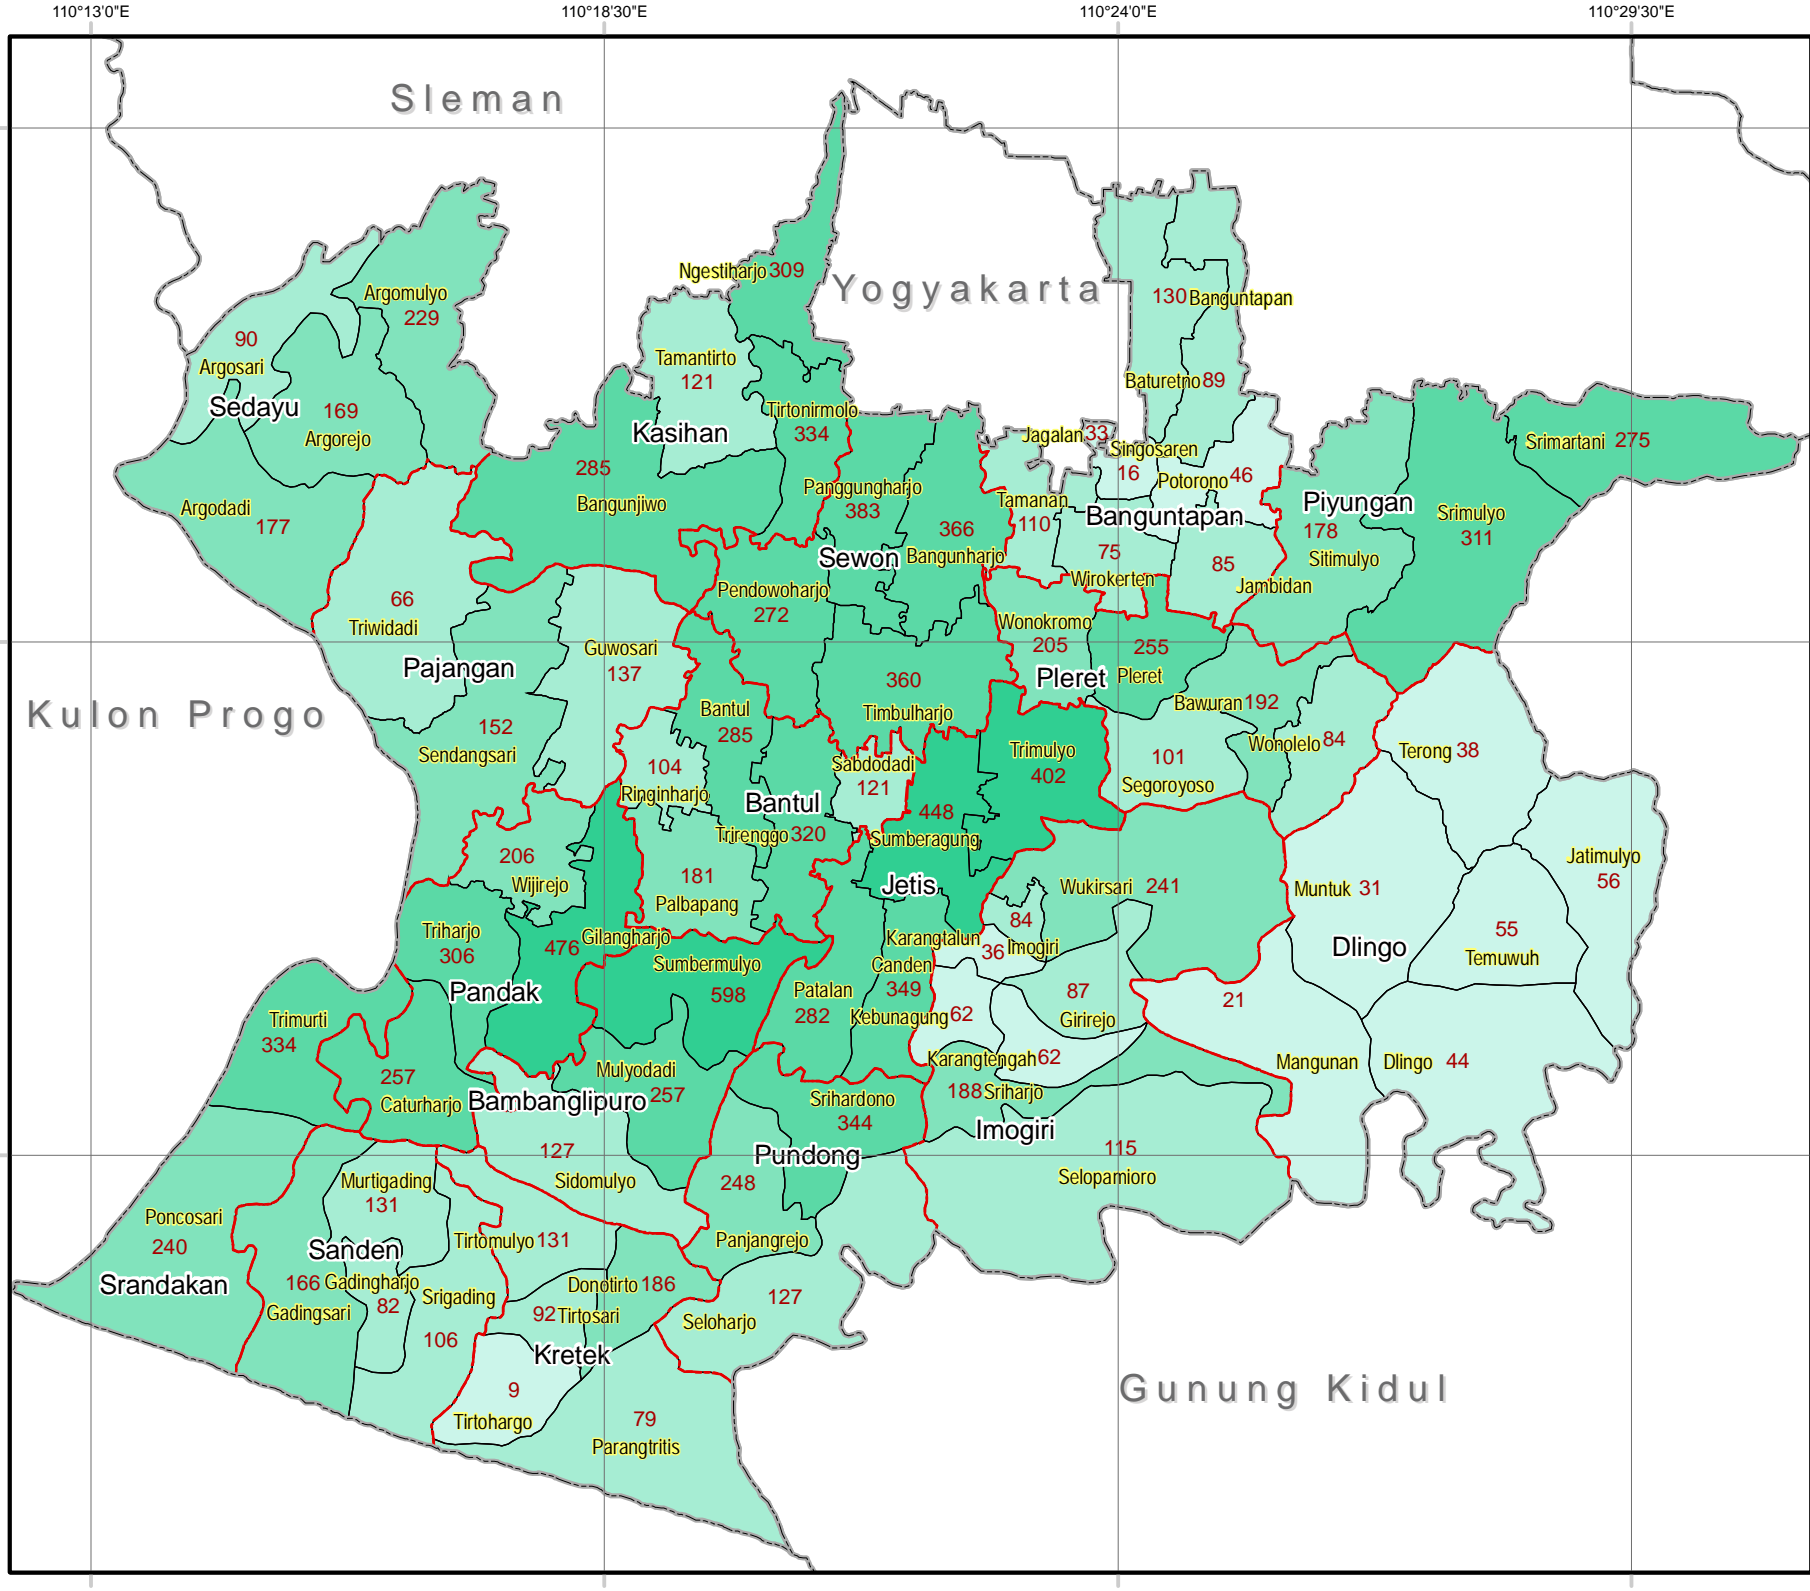 110°13'0"E
110°18'30"E
110°24'0"E
110°29'30"E
Sleman
Ngestiharjo 309
Yogyakarta
Argomulyo
229
130 Banguntapan
90
Argosari
Tamantirto
121
Baturetno 89
Sedayu
169
Argorejo
Kasihan
Tirtonirmolo
334
Jagalan 33
Singosaren
16
Potorono 46
Srimartani 275
285
Bangunjiwo
Panggungharjo
383
Tamanan
110
Banguntapan
Piyungan
178
Sitimulyo
Srimulyo
311
Argodadi
177
366
Bangunharjo
Sewon
75
Wirokerten
85
Jambidan
66
Triwidadi
Pendowoharjo
272
Wonokromo
205
255
Pleret
Guwosari
137
Pajangan
Pleret
360
Timbulharjo
Bawuran 192
Kulon Progo
152
Sendangsari
Bantul
285
Trimulyo
402
101
Segoroyoso
Wonolelo 84
Terong 38
104
Ringinharjo
Sabdodadi
121
Bantul
448
Sumberagung
Trirenggo 320
206
Wijirejo
181
Palbapang
Jetis
Wukirsari 241
Muntuk 31
Jatimulyo
56
Triharjo
306
476 Gilangharjo
84
Imogiri
Karangtalun
36
Dlingo
55
Temuwuh
Sumbermulyo
598
Canden
349
Pandak
Patalan
282
Kebunagung 62
87
Girirejo
21
Mangunan
Trimurti
334
Karangtengah 62
Dlingo 44
257
Caturharjo
Mulyodadi
257
188 Sriharjo
Bambanglipuro
Srihardono
344
Imogiri
127
Sidomulyo
Pundong
115
Selopamioro
Murtigading
131
248
Panjangrejo
Poncosari
240
Tirtomulyo 131
Sanden
Srandakan
166
Gadingsari
Gadingharjo
82
Srigading
106
Donotirto 186
92 Tirtosari
127
Seloharjo
Kretek
9
Tirtohargo
79
Parangtritis
Gunung Kidul